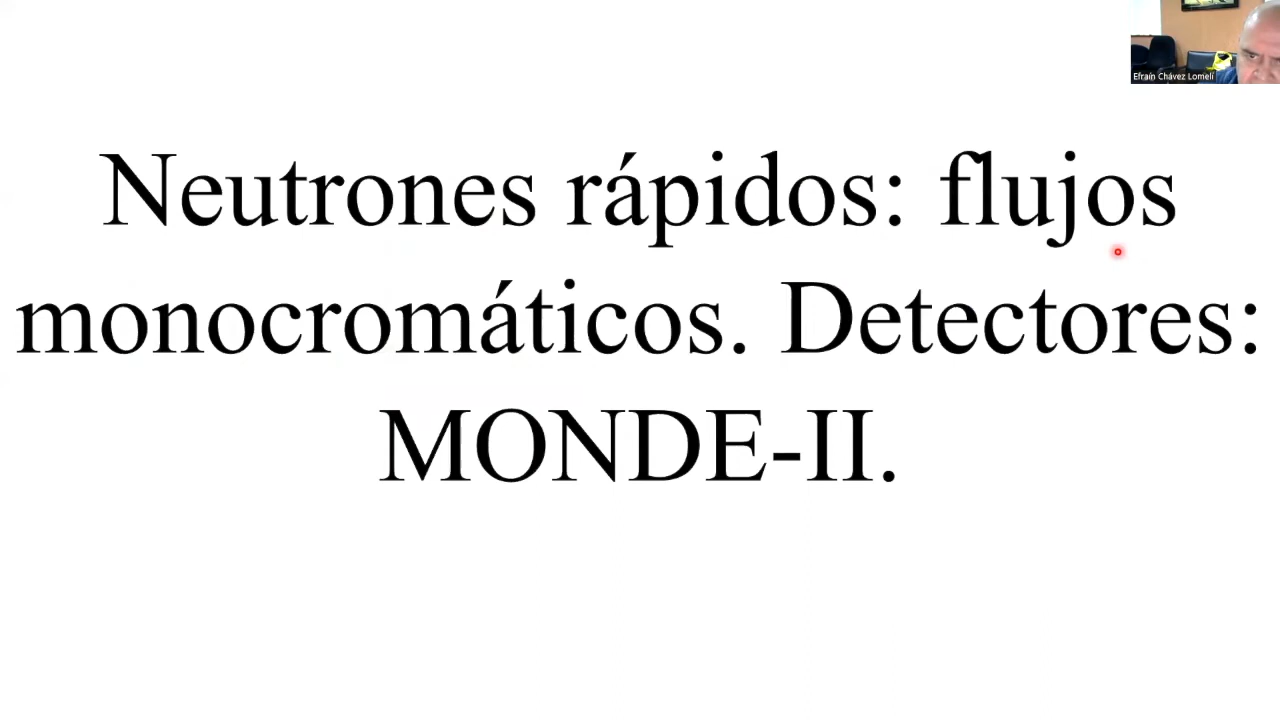 Efraín Chávez Lomelí
Neutrones rápidos: flujos
monocromáticos. Detectores:
MONDE-II.